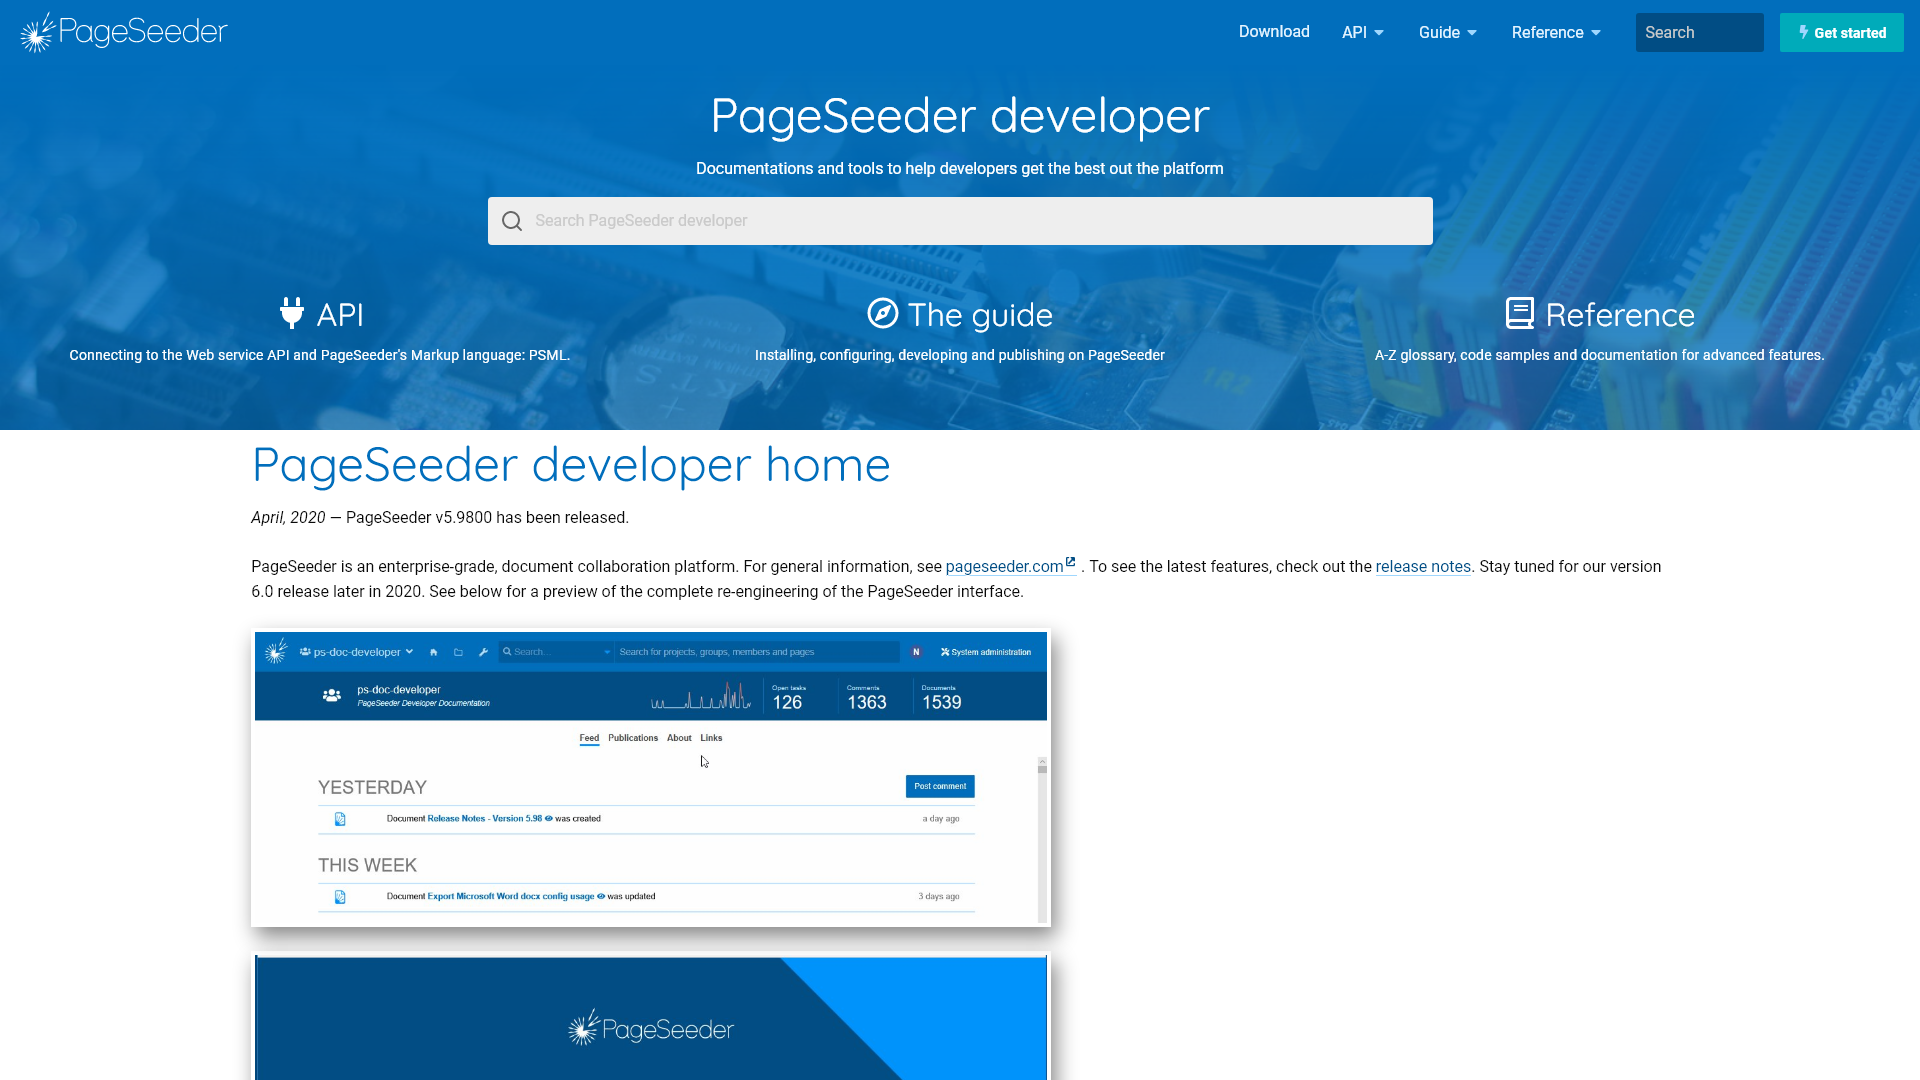 PageSeeder
Download API Guide Reference Search Get started
PageSeeder developer
Documentations and tools to help developers get the best out the platform
Search PageSeeder developer
API
Connecting to the Web service API and PageSeeder's Markup language: PSML.
The guide
Installing, configuring, developing and publishing on PageSeeder
Reference
A-Z glossary, code samples and documentation for advanced features.
PageSeeder developer home
April, 2020 — PageSeeder v5.9800 has been released.
PageSeeder is an enterprise-grade, document collaboration platform. For general information, see pageseeder.com . To see the latest features, check out the release notes. Stay tuned for our version
6.0 release later in 2020. See below for a preview of the complete re-engineering of the PageSeeder interface.
ps-doc-developer Search... Search for projects, groups, members and pages N System administration
ps-doc-developer
PageSeeder Developer Documentation
Open tasks
126
Comments
1363
Documents
1539
Feed Publications About Links
YESTERDAY
Post comment
Document Release Notes - Version 5.98 was created a day ago
THIS WEEK
Document Export Microsoft Word docx config usage was updated 3 days ago
PageSeeder